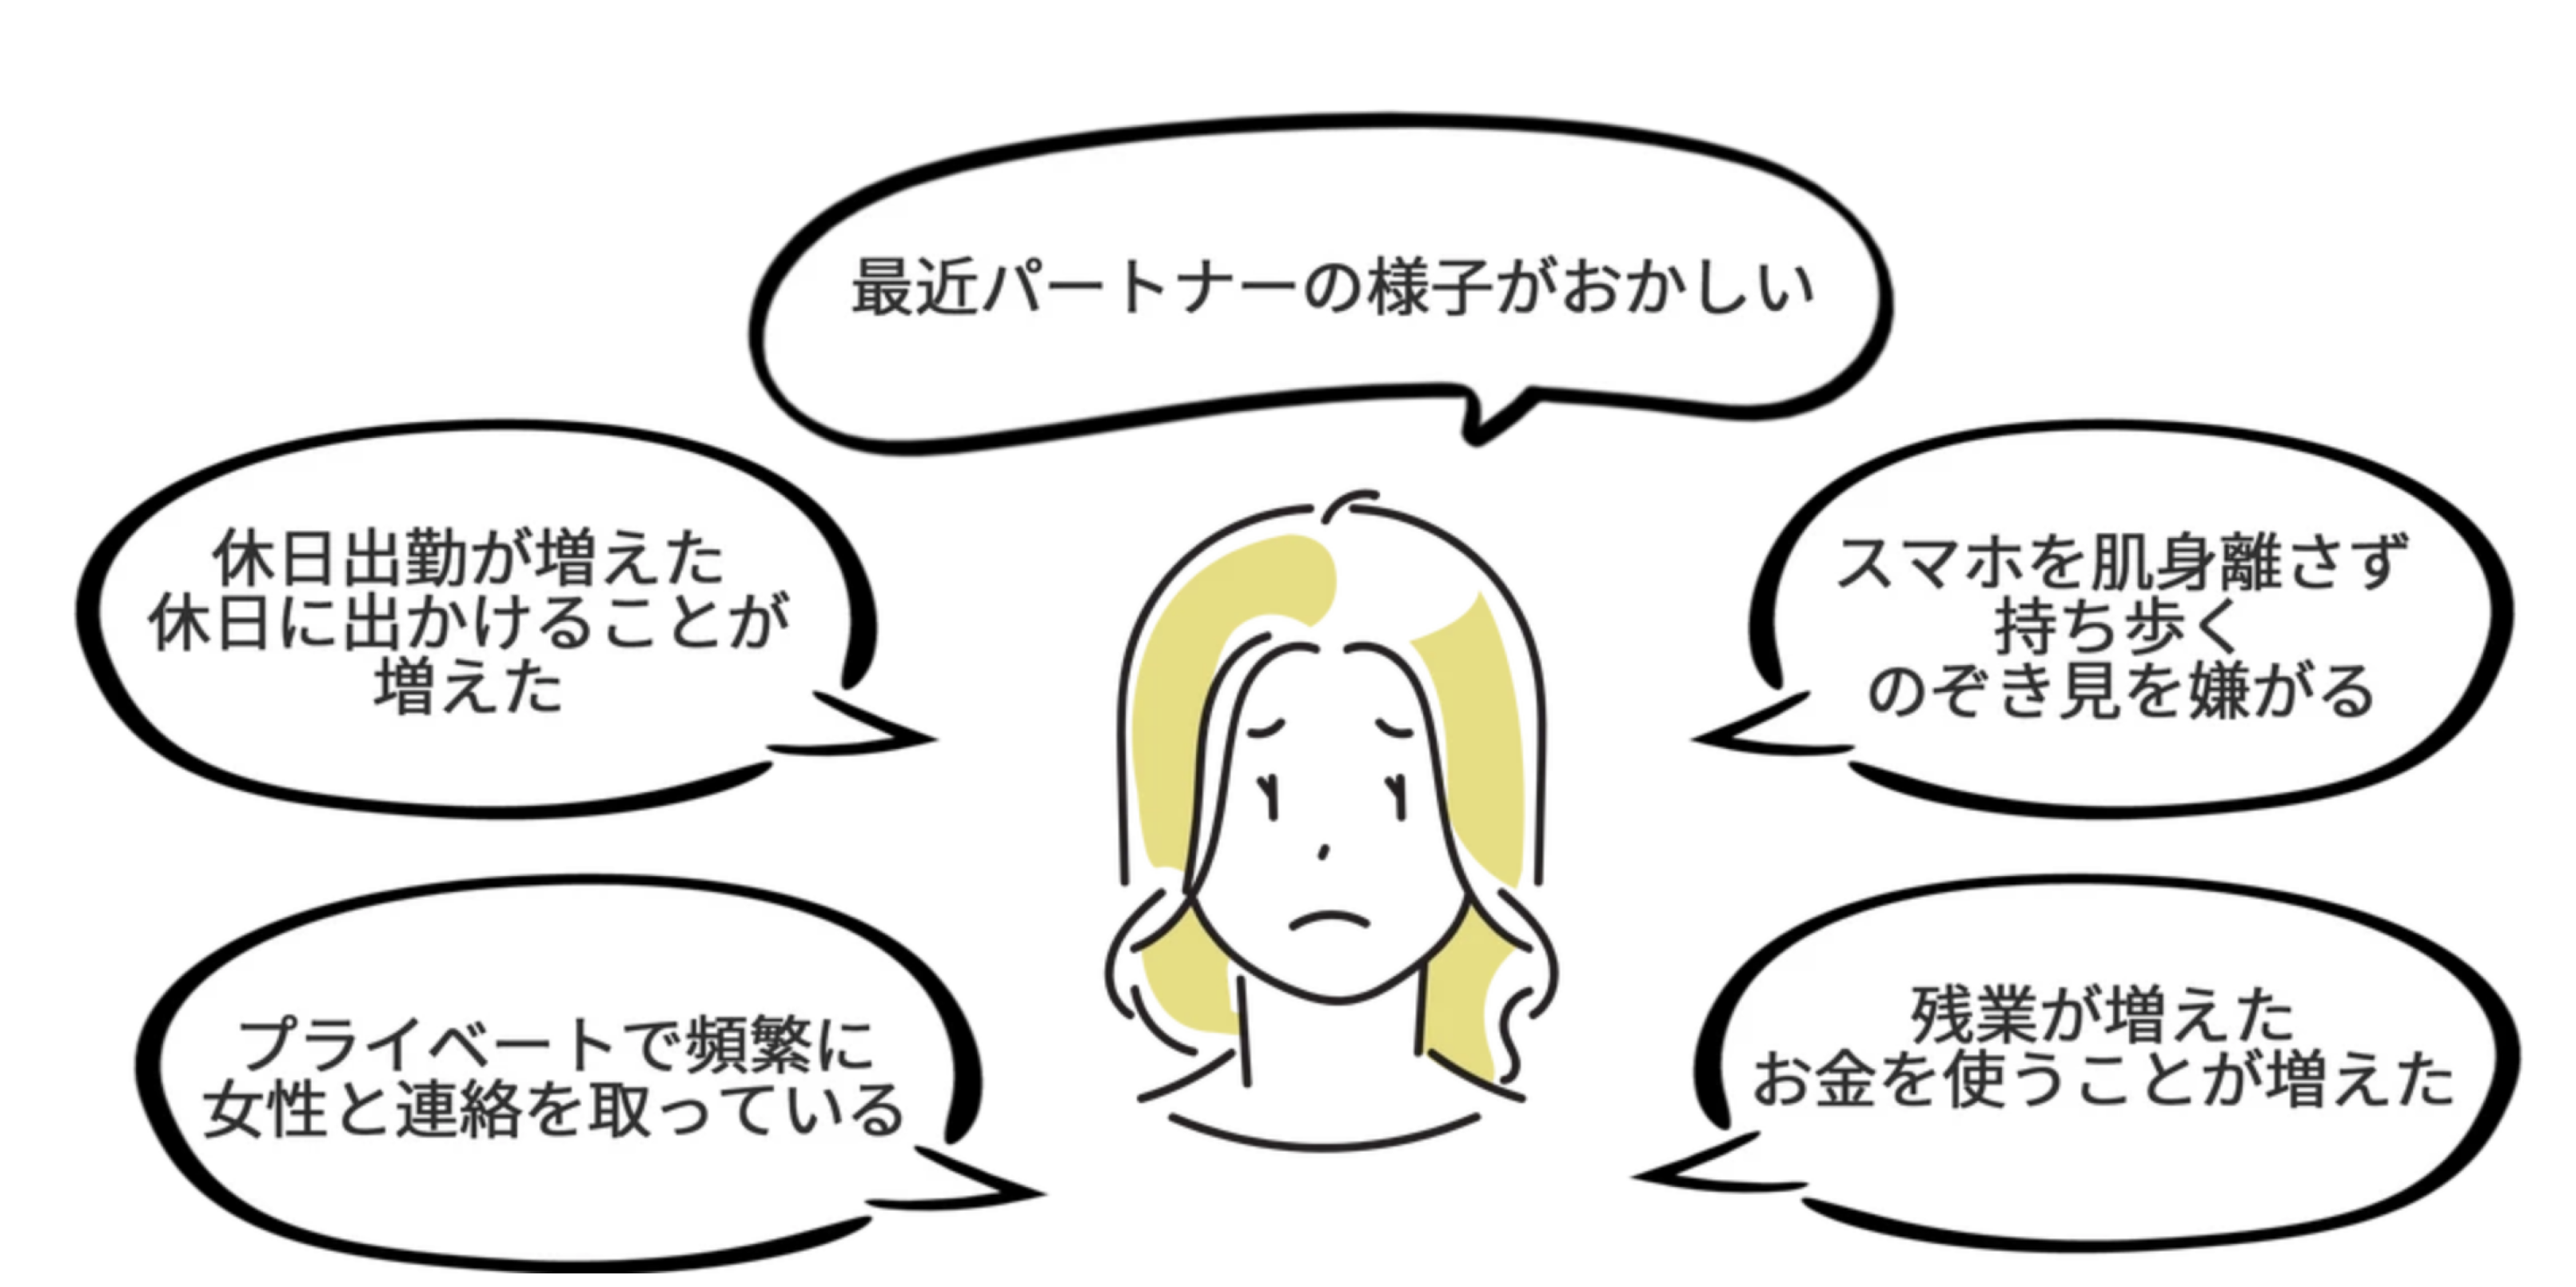 最近パートナーの様子がおかしい
休日出勤が増えた
休日に出かけることが
増えた
スマホを肌身離さず
持ち歩く
のぞき見を嫌がる
プライベートで頻繁に
女性と連絡を取っている
残業が増えた
お金を使うことが増えた